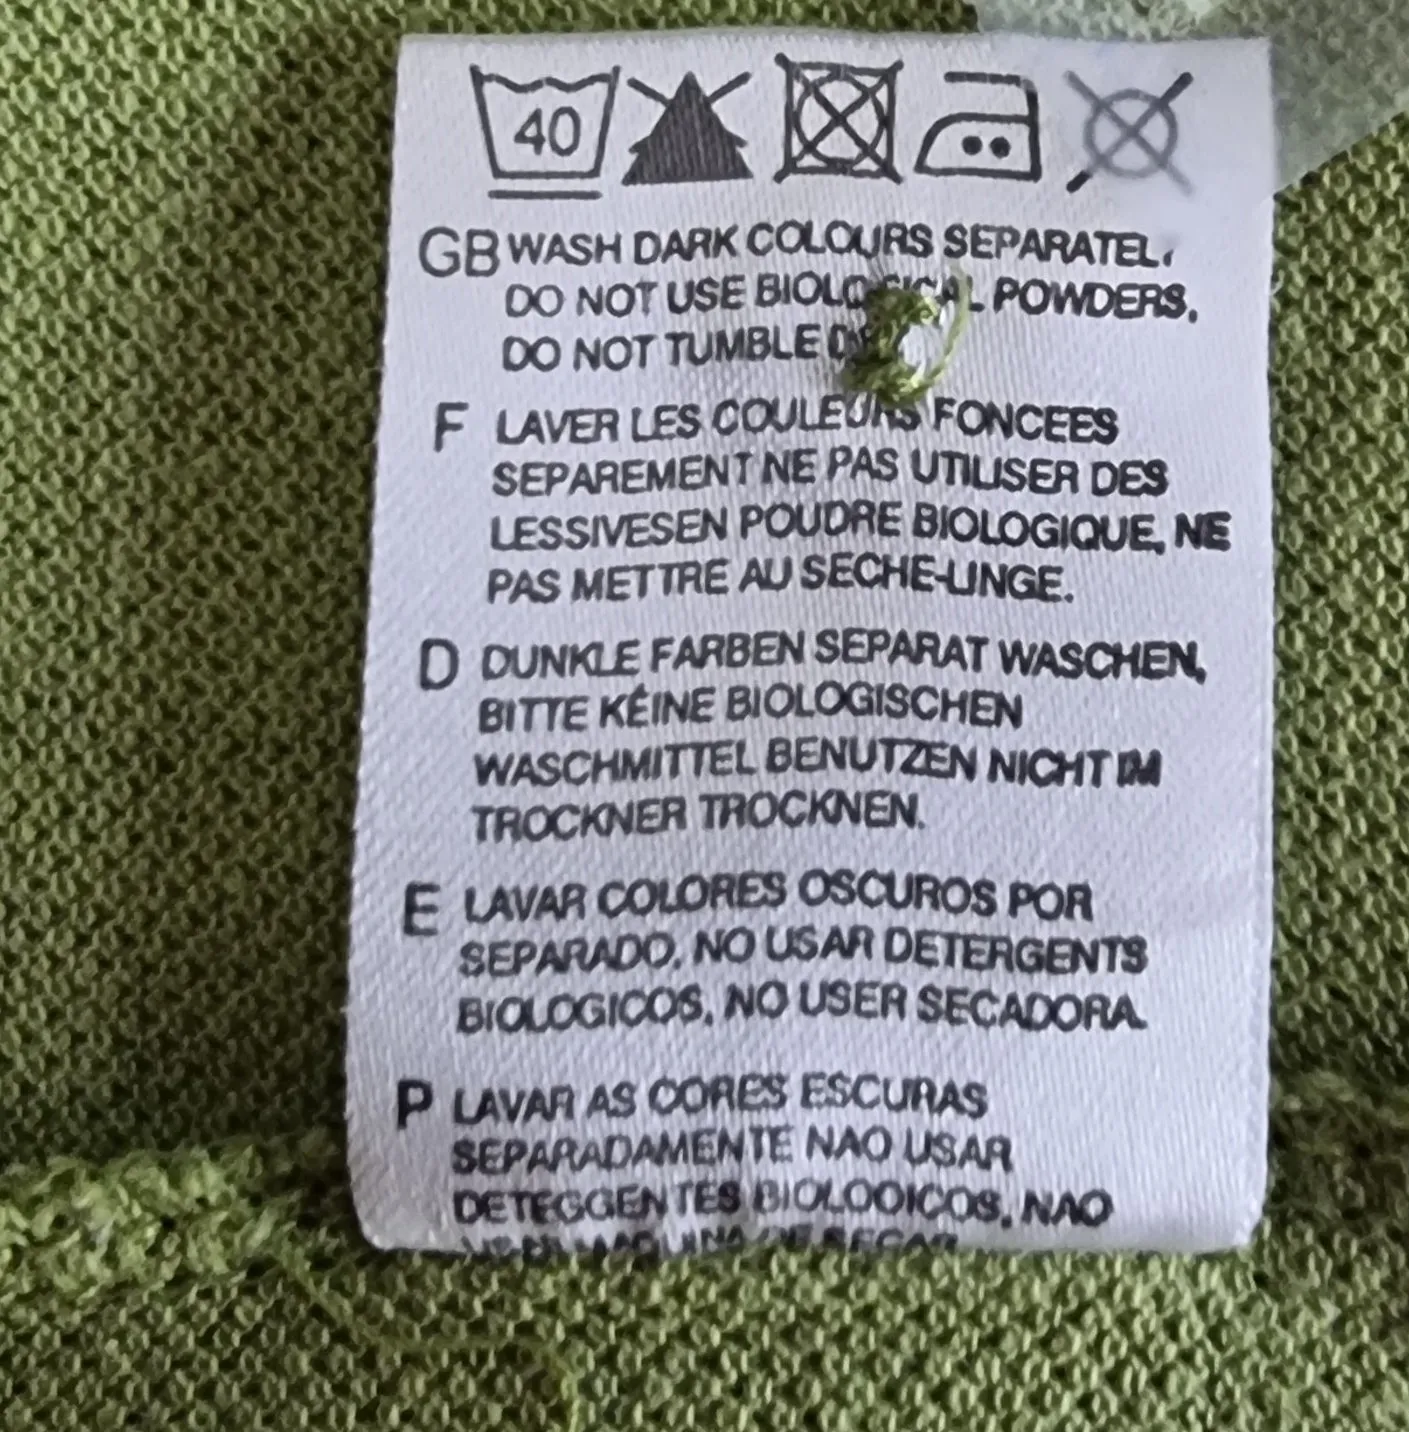 40
GB WASH DARK COLOURS SEPARATEL.
DO NOT USE BIOLOGICAL POWDERS,
DO NOT TUMBLE
F LAVER LES COULEURS FONCEES
SEPAREMENT NE PAS UTILISER DES
LESSIVESEN POUDRE BIOLOGIQUE, NE
PAS METTRE AU SECHE-LINGE.
D DUNKLE FARBEN SEPARAT WASCHEN,
BITTE KÉINE BIOLOGISCHEN
WASCHMITTEL BENUTZEN NICHT IM
TROCKNER TROCKNEN.
E LAVAR COLORES OSCUROS POR
SEPARADO. NO USAR DETERGENTS
BIOLOGICOS, NO USER SECADORA.
P LAVAR AS CORES ESCURAS
SEPARADAMENTE NAO USAR
DETEGGENTES BIOLOOICOS, NAO